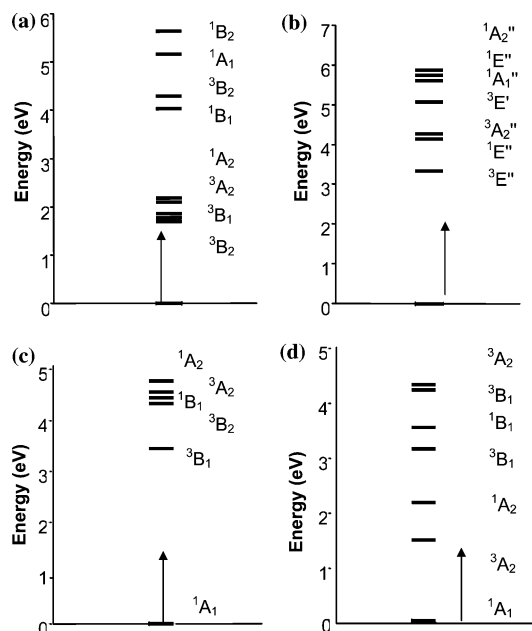 (a)
6
5
4
3
2
1
0
Energy (eV)
¹B₂
¹A₁
³B₂
¹B₁
¹A₂
³A₂
³B₁
³B₂
(b)
7
6
5
4
3
2
1
0
Energy (eV)
¹A₂"
¹E"
¹A₁"
³E'
³A₂"
¹E"
³E"
(c)
5
4
3
2
1
0
Energy (eV)
¹A₂
³A₂
¹B₁
³B₂
³B₁
¹A₁
(d)
5
4
3
2
1
0
Energy (eV)
³A₂
³B₁
¹B₁
³B₁
¹A₂
³A₂
¹A₁